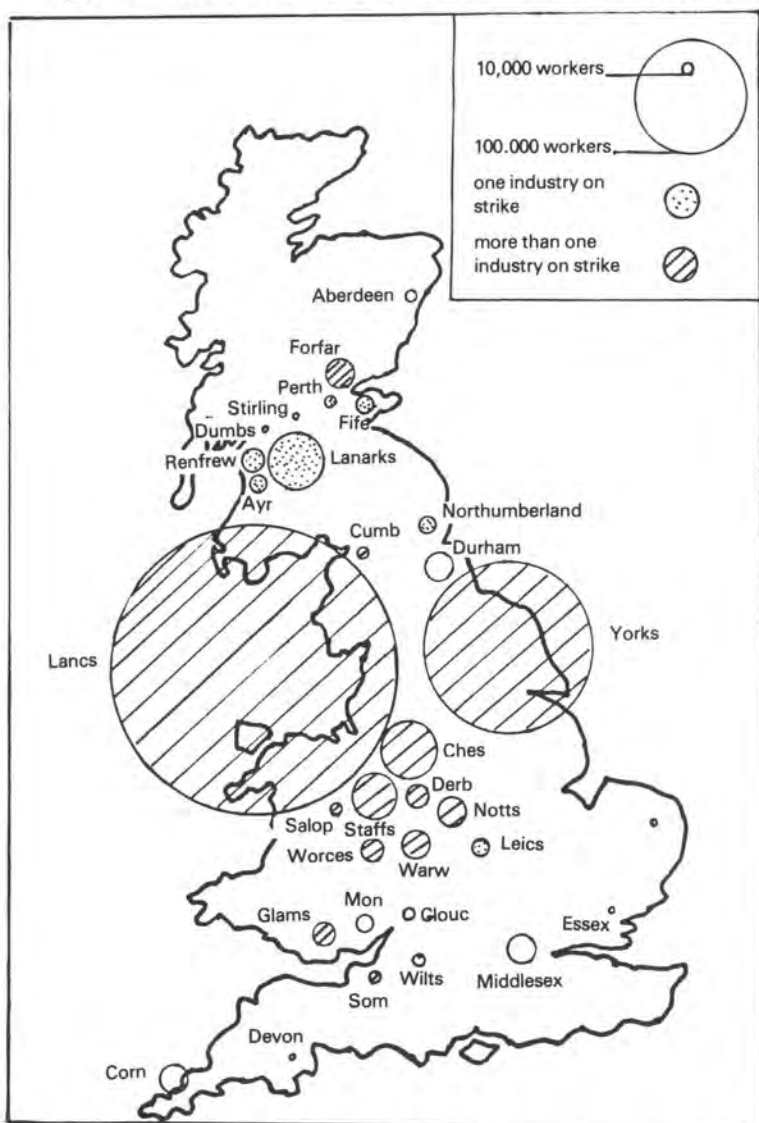 10,000 workers
100.000 workers
one industry on
strike
more than one
industry on strike
Aberdeen
Forfar
Perth
Stirling
Fife
Dumbs
Renfrew
Lanarks
Ayr
Northumberland
Cumb
Durham
Lancs
Yorks
Ches
Derb
Notts
Salop
Staffs
Leics
Worces
Warw
Mon
Glouc
Glams
Essex
Wilts
Middlesex
Som
Devon
Corn